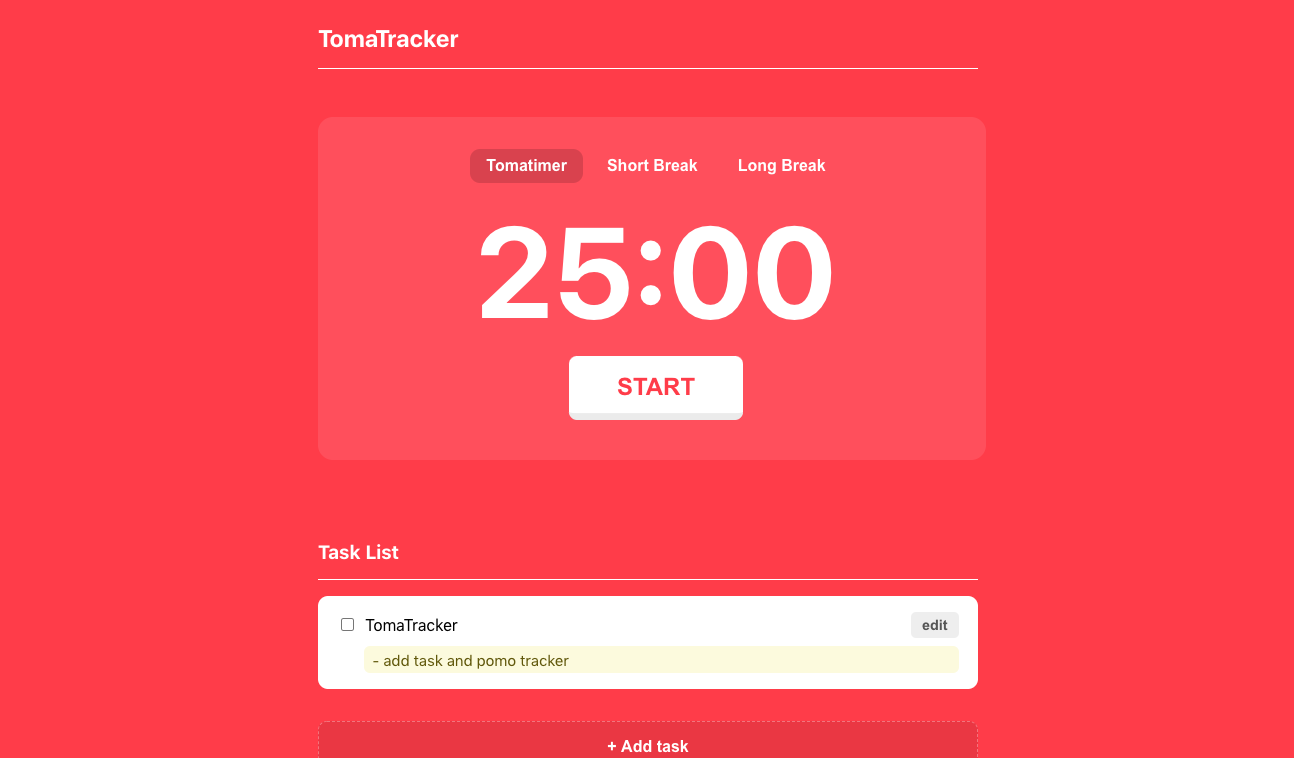 TomaTracker
Tomatimer Short Break Long Break
25:00
START
Task List
TomaTracker edit
- add task and pomo tracker
+ Add task